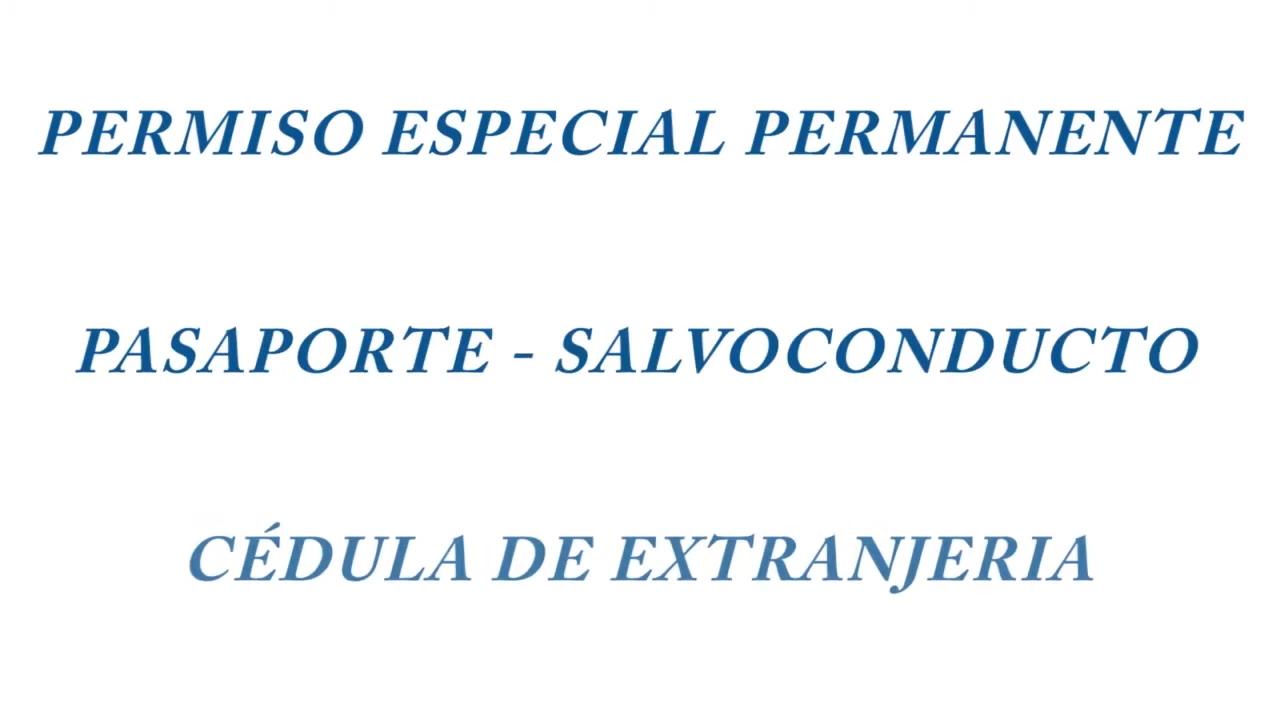 PERMISO ESPECIAL PERMANENTE
PASAPORTE - SALVOCONDUCTO
CÉDULA DE EXTRANJERIA